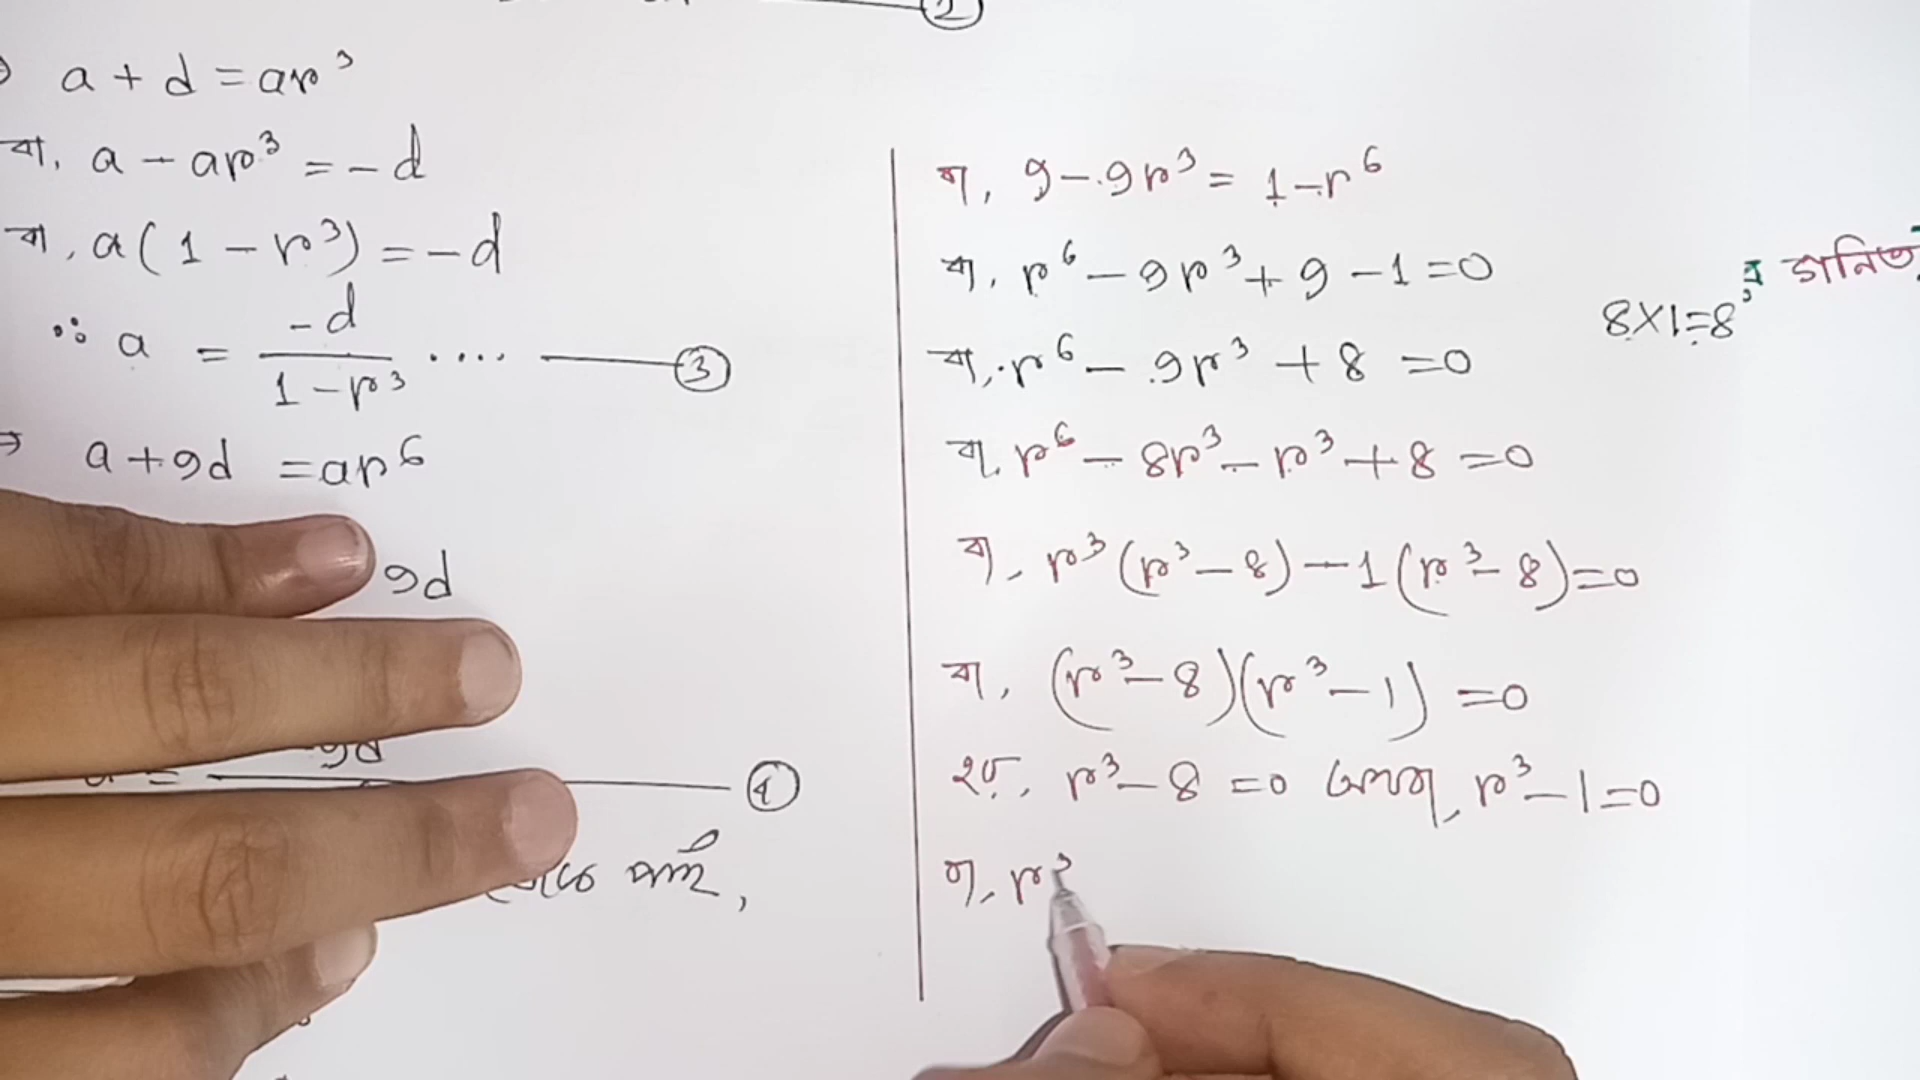 2
⇒ a + d = ar³
বা, a - ar³ = -d
বা, a(1 - r³) = -d
∴ a = -d / 1-r³ .... ③
⇒ a + 9d = ar⁶
9d
9d
④
পাই,
বা, 9 - 9r³ = 1 - r⁶
বা, r⁶ - 9r³ + 9 - 1 = 0
বা, r⁶ - 9r³ + 8 = 0
বা, r⁶ - 8r³ - r³ + 8 = 0
বা, r³(r³ - 8) - 1(r³ - 8) = 0
বা, (r³ - 8)(r³ - 1) = 0
হয়, r³ - 8 = 0 অথবা, r³ - 1 = 0
বা, r³
8×1=8